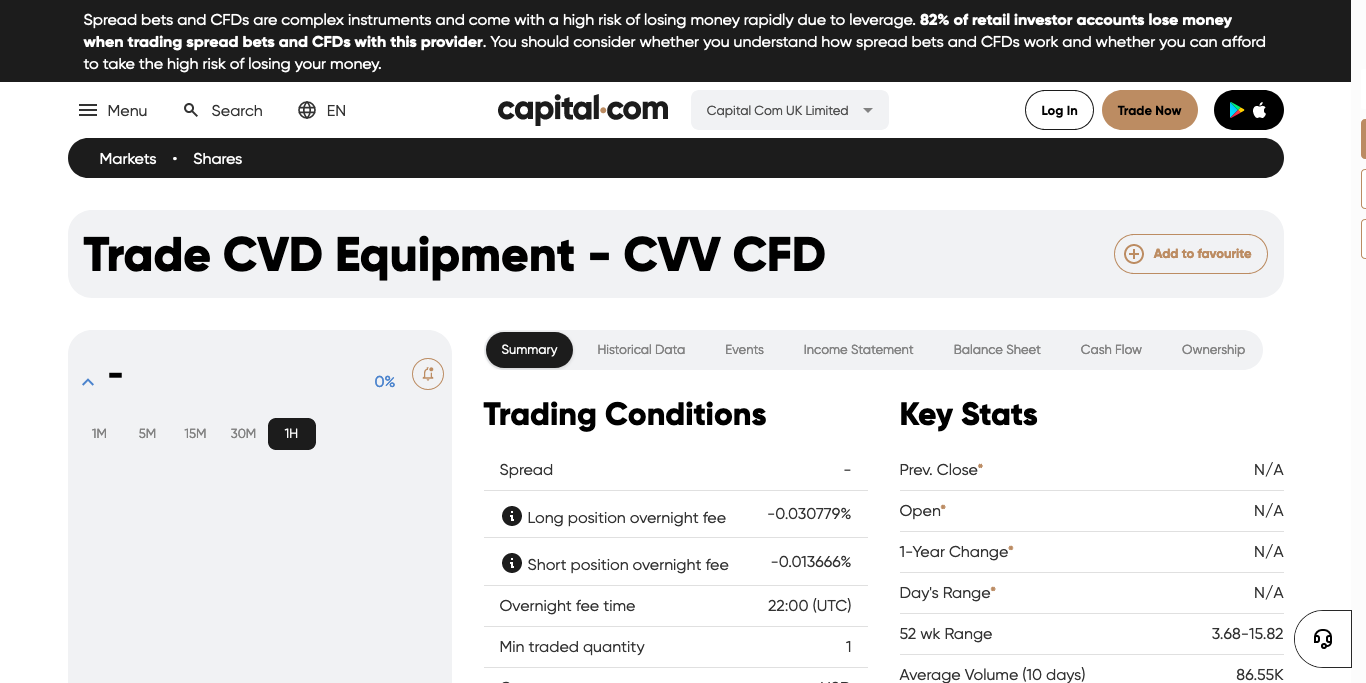 Spread bets and CFDs are complex instruments and come with a high risk of losing money rapidly due to leverage. 82% of retail investor accounts lose money
when trading spread bets and CFDs with this provider. You should consider whether you understand how spread bets and CFDs work and whether you can afford
to take the high risk of losing your money.
Menu
Search
EN
capital.com
Capital Com UK Limited
Log In
Trade Now
Markets • Shares
Trade CVD Equipment - CVV CFD
Add to favourite
-
0%
1M 5M 15M 30M 1H
Summary Historical Data Events Income Statement Balance Sheet Cash Flow Ownership
Trading Conditions
Spread -
Long position overnight fee -0.030779%
Short position overnight fee -0.013666%
Overnight fee time 22:00 (UTC)
Min traded quantity 1
Key Stats
Prev. Close• N/A
Open• N/A
1-Year Change• N/A
Day's Range• N/A
52 wk Range 3.68-15.82
Average Volume (10 days) 86.55K